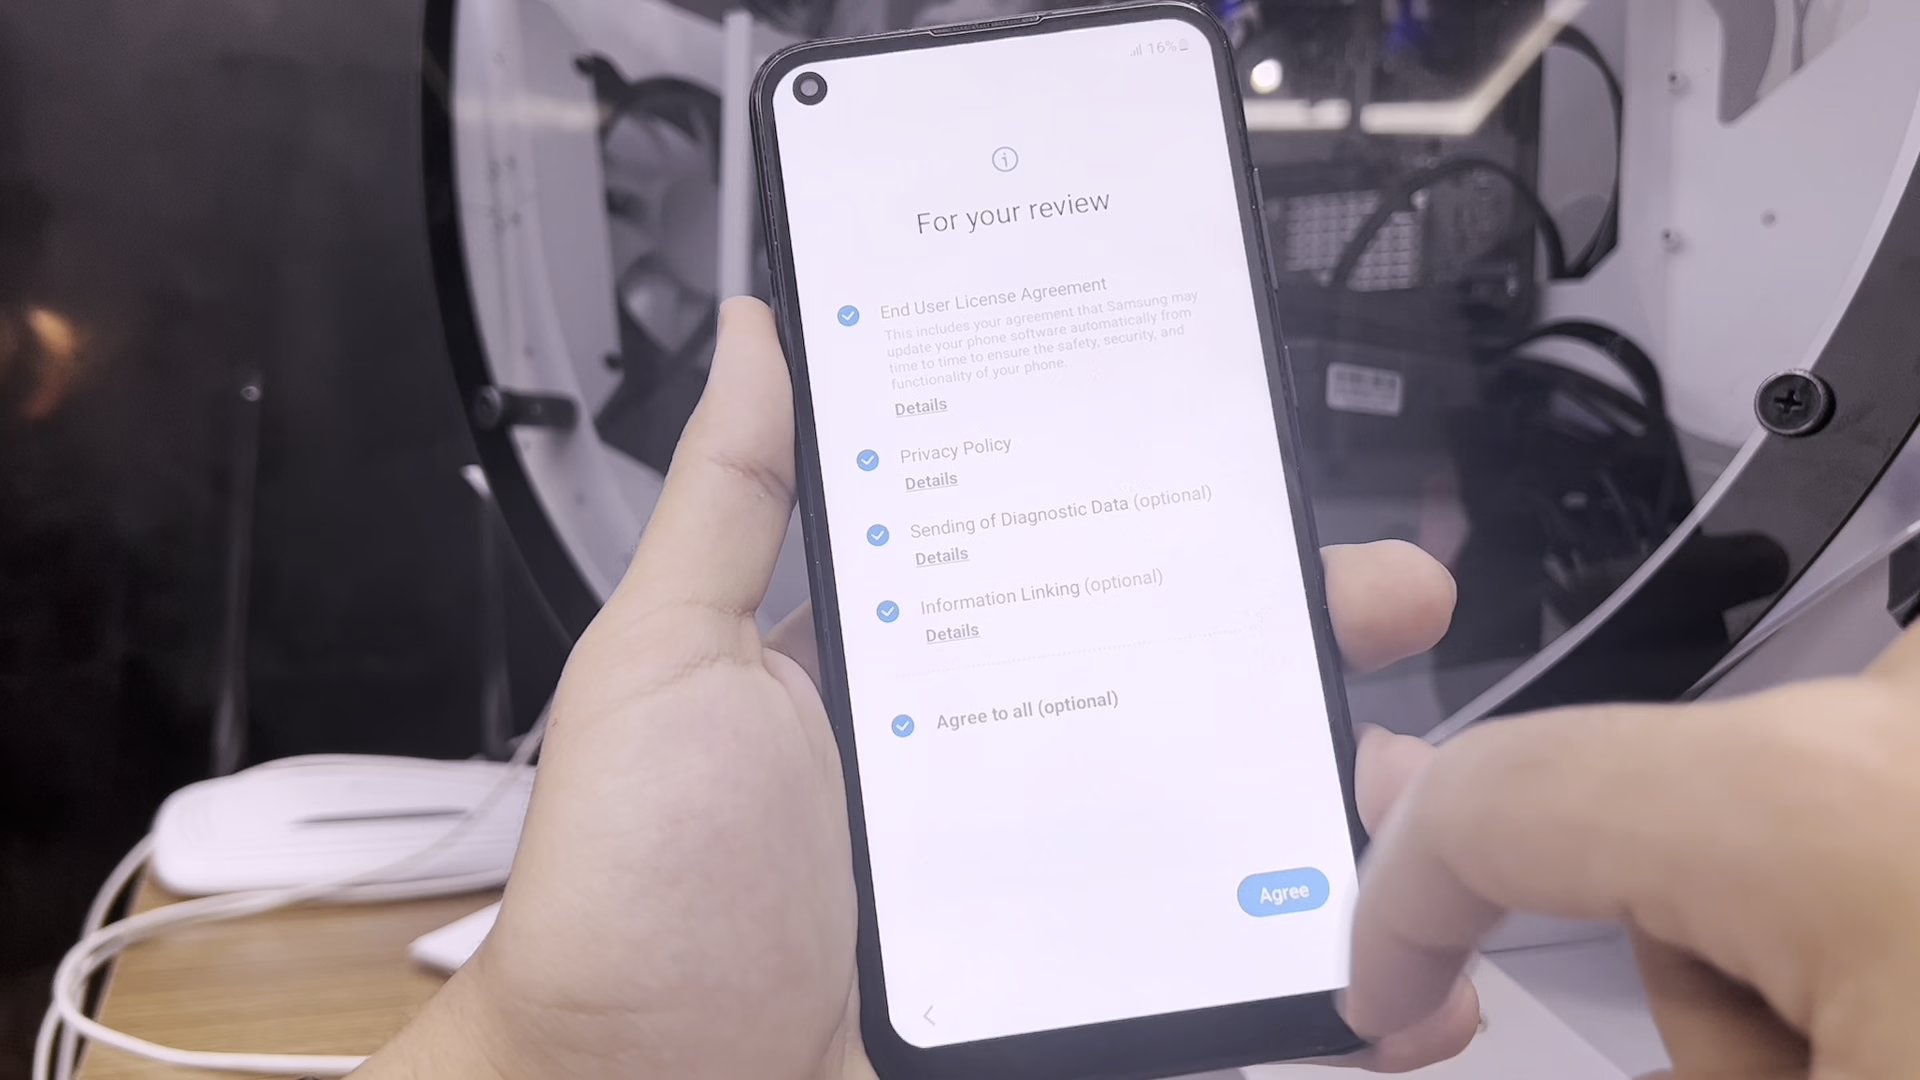 16%
For your review
End User License Agreement
This includes your agreement that Samsung may
update your phone software automatically from
time to time to ensure the safety, security, and
functionality of your phone.
Details
Privacy Policy
Details
Sending of Diagnostic Data (optional)
Details
Information Linking (optional)
Details
Agree to all (optional)
Agree